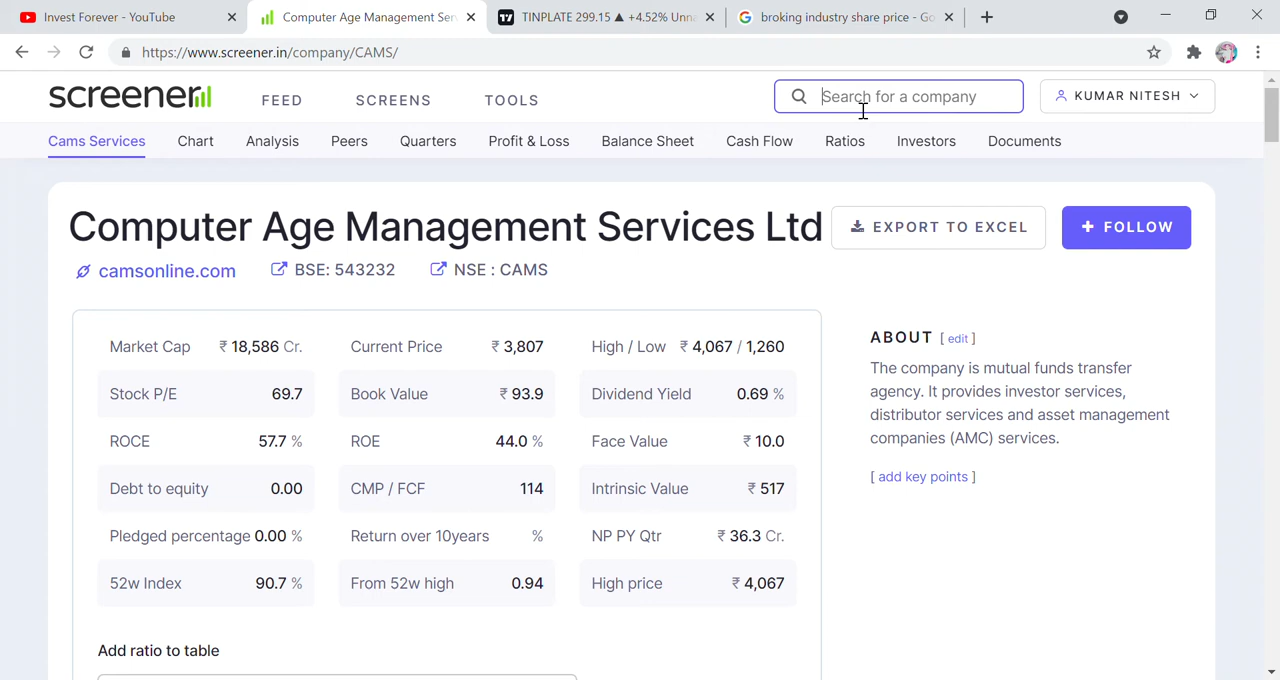 Invest Forever - YouTube
Computer Age Management Serv
TINPLATE 299.15 ▲ +4.52% Unna
broking industry share price - Go
https://www.screener.in/company/CAMS/
screener
FEED
SCREENS
TOOLS
Search for a company
KUMAR NITESH
Cams Services
Chart
Analysis
Peers
Quarters
Profit & Loss
Balance Sheet
Cash Flow
Ratios
Investors
Documents
Computer Age Management Services Ltd
EXPORT TO EXCEL
+ FOLLOW
camsonline.com
BSE: 543232
NSE : CAMS
Market Cap ₹ 18,586 Cr.
Current Price ₹ 3,807
High / Low ₹ 4,067 / 1,260
Stock P/E 69.7
Book Value ₹ 93.9
Dividend Yield 0.69 %
ROCE 57.7 %
ROE 44.0 %
Face Value ₹ 10.0
Debt to equity 0.00
CMP / FCF 114
Intrinsic Value ₹ 517
Pledged percentage 0.00 %
Return over 10years %
NP PY Qtr ₹ 36.3 Cr.
52w Index 90.7 %
From 52w high 0.94
High price ₹ 4,067
Add ratio to table
ABOUT [ edit ]
The company is mutual funds transfer
agency. It provides investor services,
distributor services and asset management
companies (AMC) services.
[ add key points ]